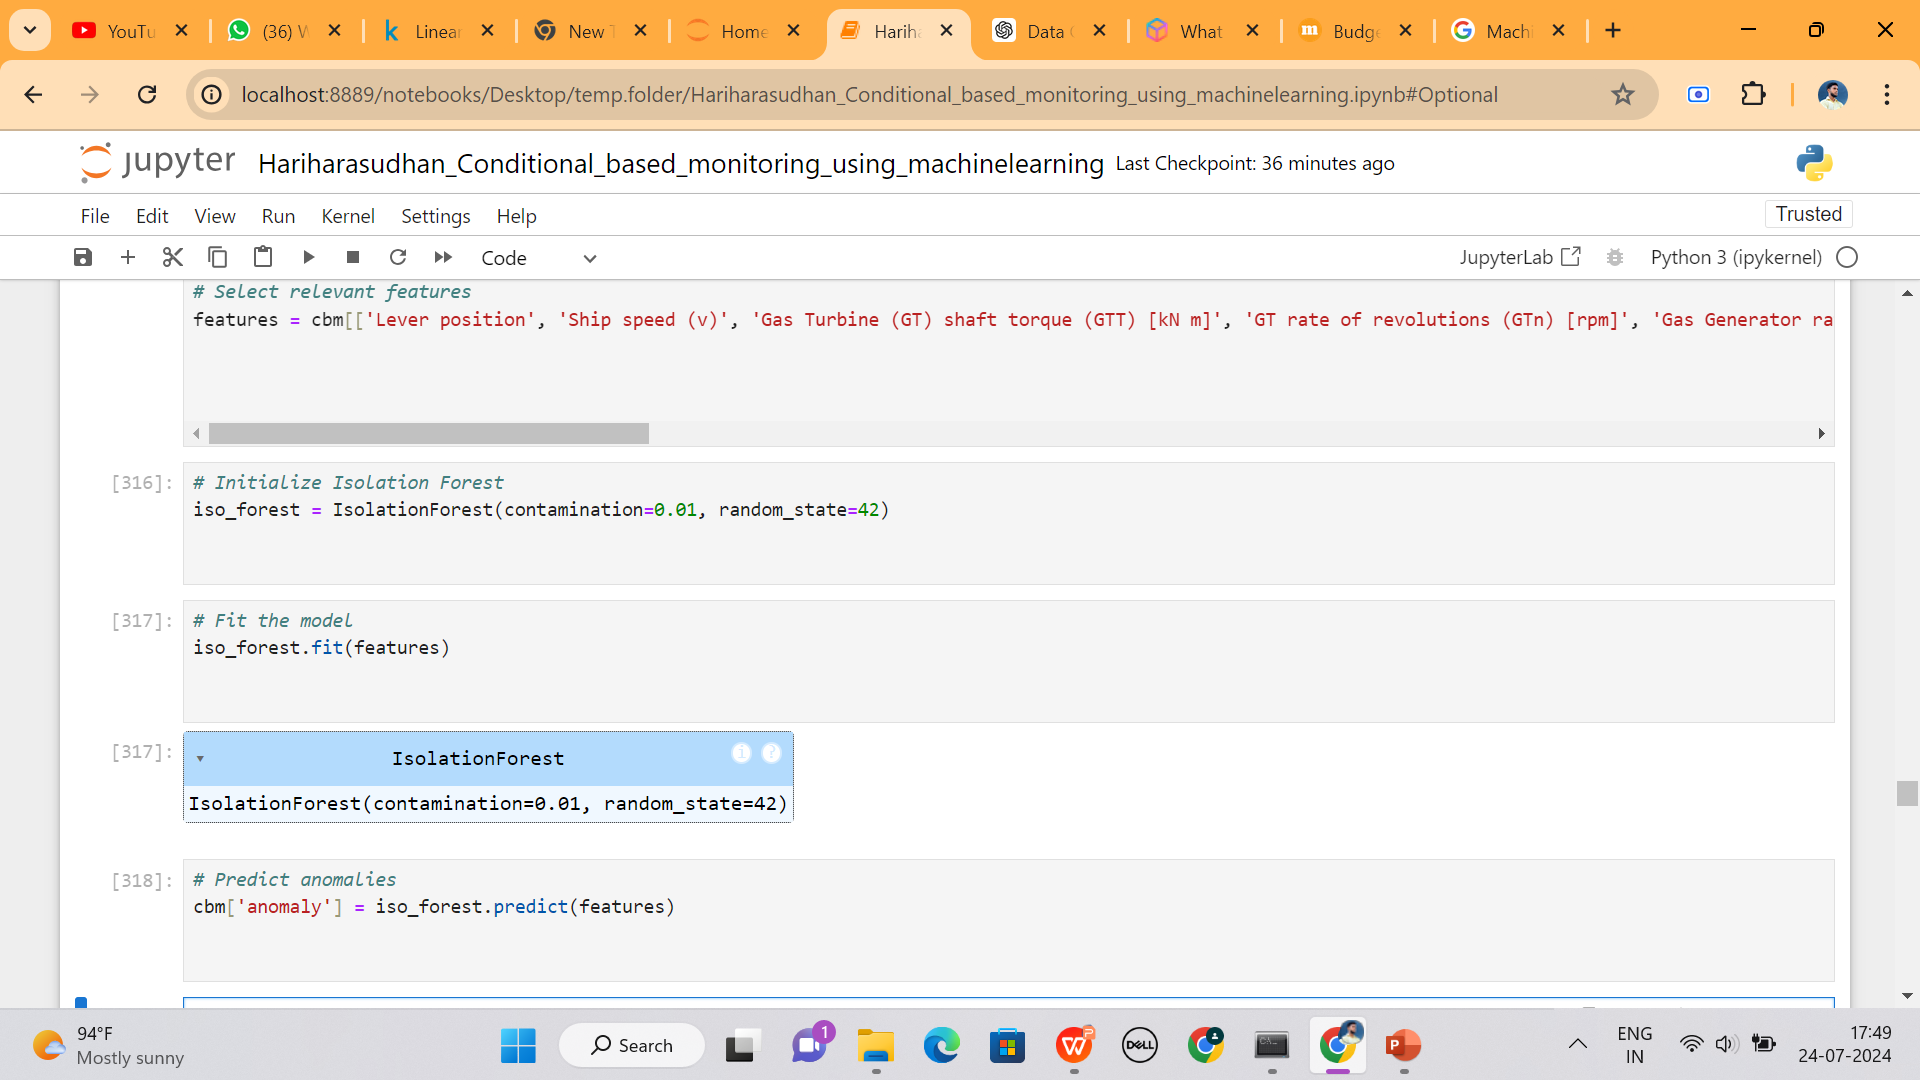 YouTu
(36) W
Linear
New T
Home
Hariha
Data
What
Budge
Machi
localhost:8889/notebooks/Desktop/temp.folder/Hariharasudhan_Conditional_based_monitoring_using_machinelearning.ipynb#Optional
jupyter Hariharasudhan_Conditional_based_monitoring_using_machinelearning Last Checkpoint: 36 minutes ago
File Edit View Run Kernel Settings Help Trusted
Code JupyterLab Python 3 (ipykernel)
# Select relevant features
features = cbm[['Lever position', 'Ship speed (v)', 'Gas Turbine (GT) shaft torque (GTT) [kN m]', 'GT rate of revolutions (GTn) [rpm]', 'Gas Generator ra
[316]: # Initialize Isolation Forest
iso_forest = IsolationForest(contamination=0.01, random_state=42)
[317]: # Fit the model
iso_forest.fit(features)
[317]: IsolationForest
IsolationForest(contamination=0.01, random_state=42)
[318]: # Predict anomalies
cbm['anomaly'] = iso_forest.predict(features)
94°F
Mostly sunny
Search
1
DELL
ENG
IN
17:49
24-07-2024